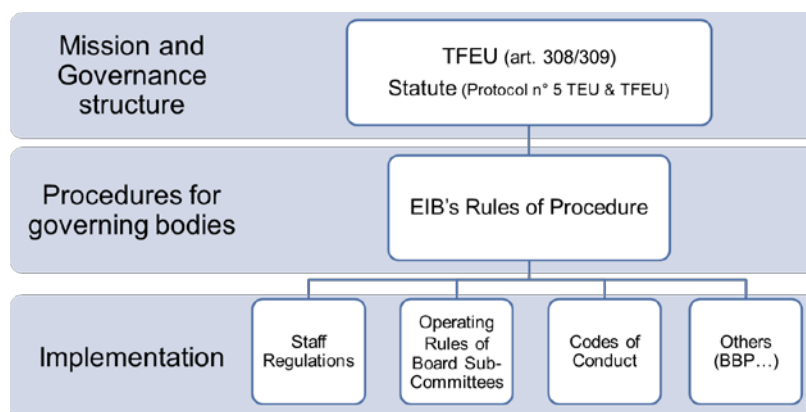 Mission and
Governance
structure
TFEU (art. 308/309)
Statute (Protocol n° 5 TEU & TFEU)
Procedures for
governing bodies
EIB's Rules of Procedure
Implementation
Staff
Regulations
Operating
Rules of
Board Sub-
Committees
Codes of
Conduct
Others
(BBP…)